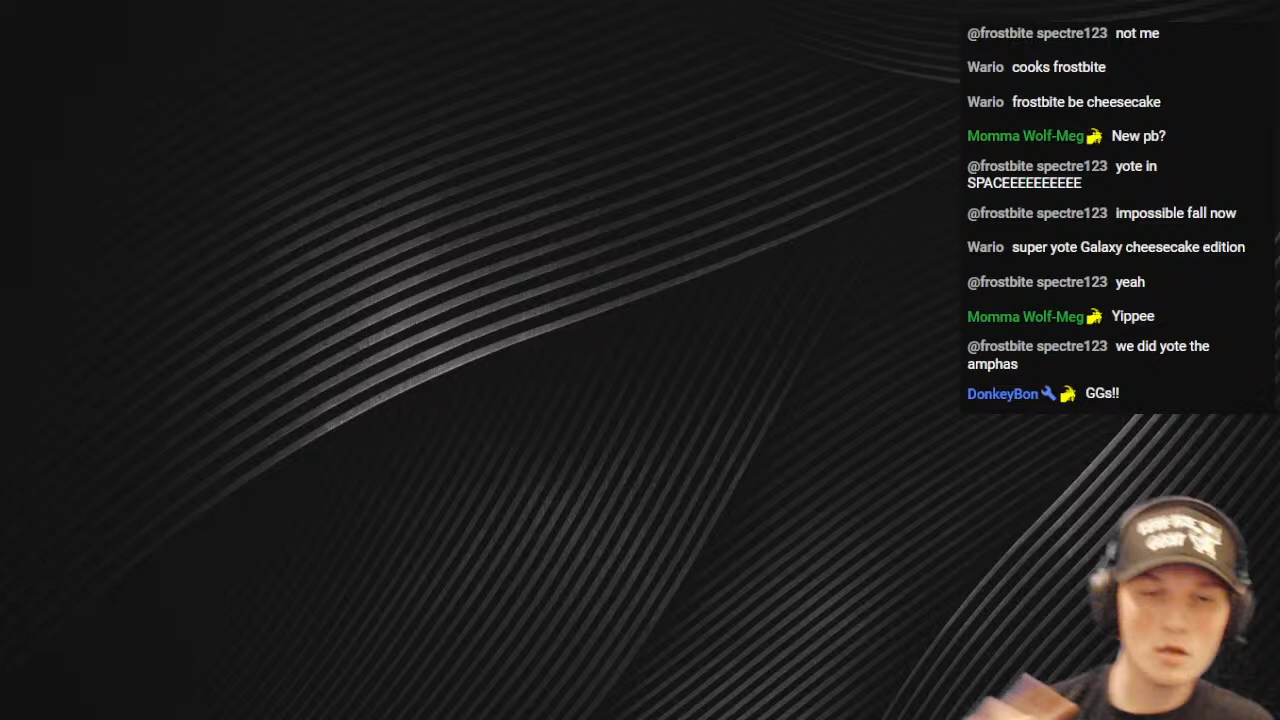 @frostbite spectre123 not me
Wario cooks frostbite
Wario frostbite be cheesecake
Momma Wolf-Meg New pb?
@frostbite spectre123 yote in
SPACEEEEEEEEEE
@frostbite spectre123 impossible fall now
Wario super yote Galaxy cheesecake edition
@frostbite spectre123 yeah
Momma Wolf-Meg Yippee
@frostbite spectre123 we did yote the
amphas
DonkeyBon GGs!!